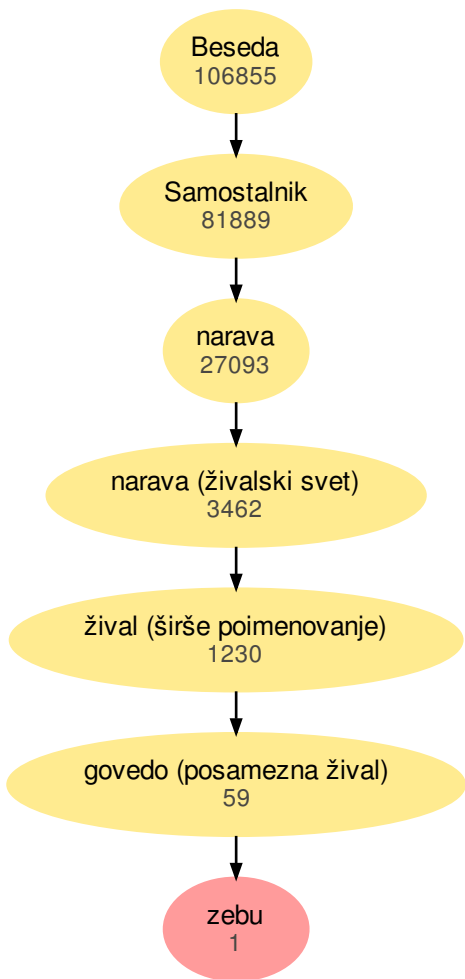 Beseda
106855
Samostalnik
81889
narava
27093
narava (živalski svet)
3462
žival (širše poimenovanje)
1230
govedo (posamezna žival)
59
zebu
1